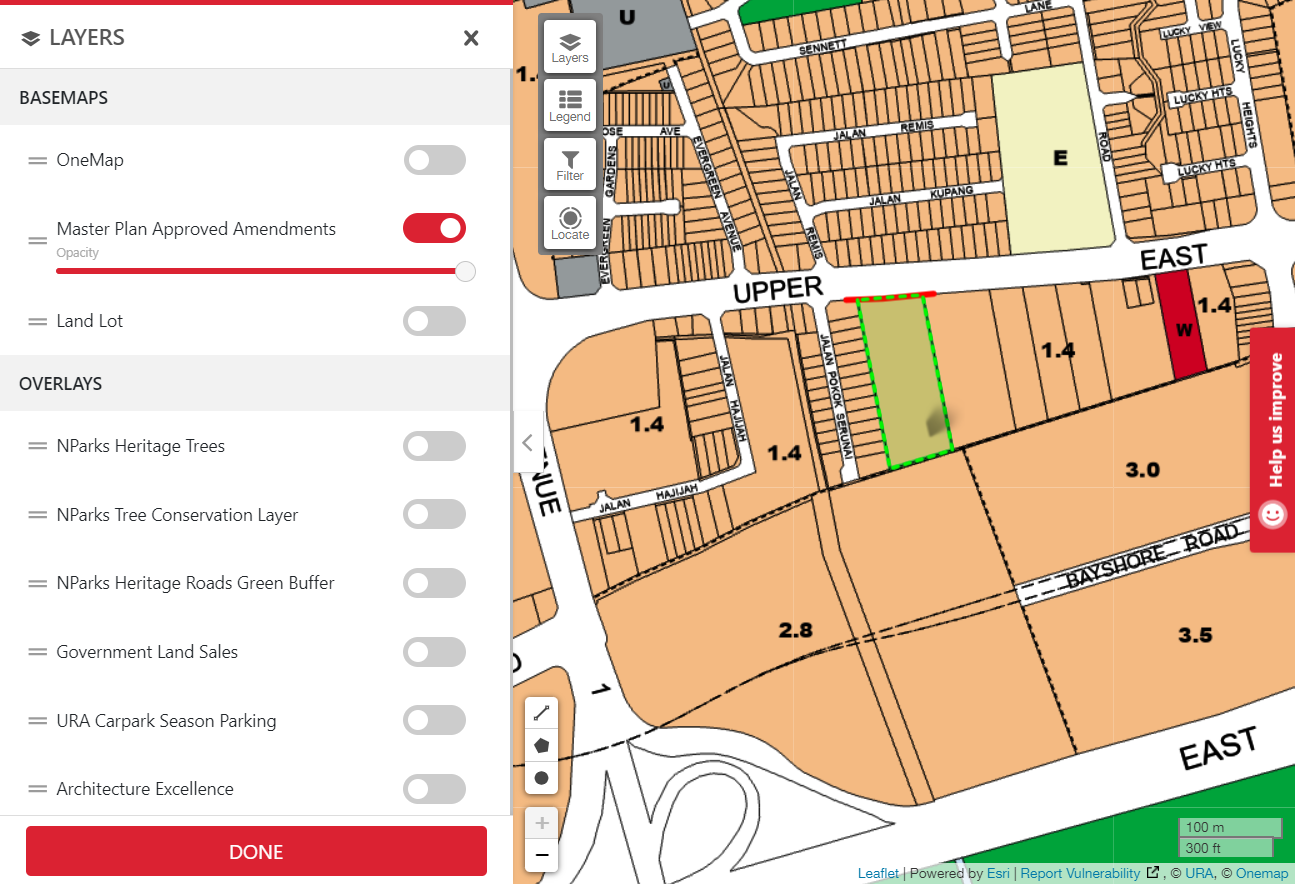 LAYERS
BASEMAPS
OneMap
Master Plan Approved Amendments
Opacity
Land Lot
OVERLAYS
NParks Heritage Trees
NParks Tree Conservation Layer
NParks Heritage Roads Green Buffer
Government Land Sales
URA Carpark Season Parking
Architecture Excellence
DONE
Layers
Legend
Filter
Locate
U
1.
U
OSE AVE
GARDENS
EVERGREEN
EVERGREEN
AVENUE
SENNETT
LANE
ROAD
LUCKY VIEW
LUCKY
HEIGHTS
LUCKY HTS
LUCKY HTS
JALAN REMIS
JALAN
REMIS
JALAN KUPANG
E
UPPER
EAST
W
1.4
1.4
1.4
1.4
JALAN HAJIJAH
JALAN POKOK SERUNAI
JALAN HAJIJAH
NUE
1
3.0
2.8
BAYSHORE ROAD
3.5
EAST
Help us improve
+
−
100 m
300 ft
Leaflet | Powered by Esri | Report Vulnerability , © URA, © Onemap